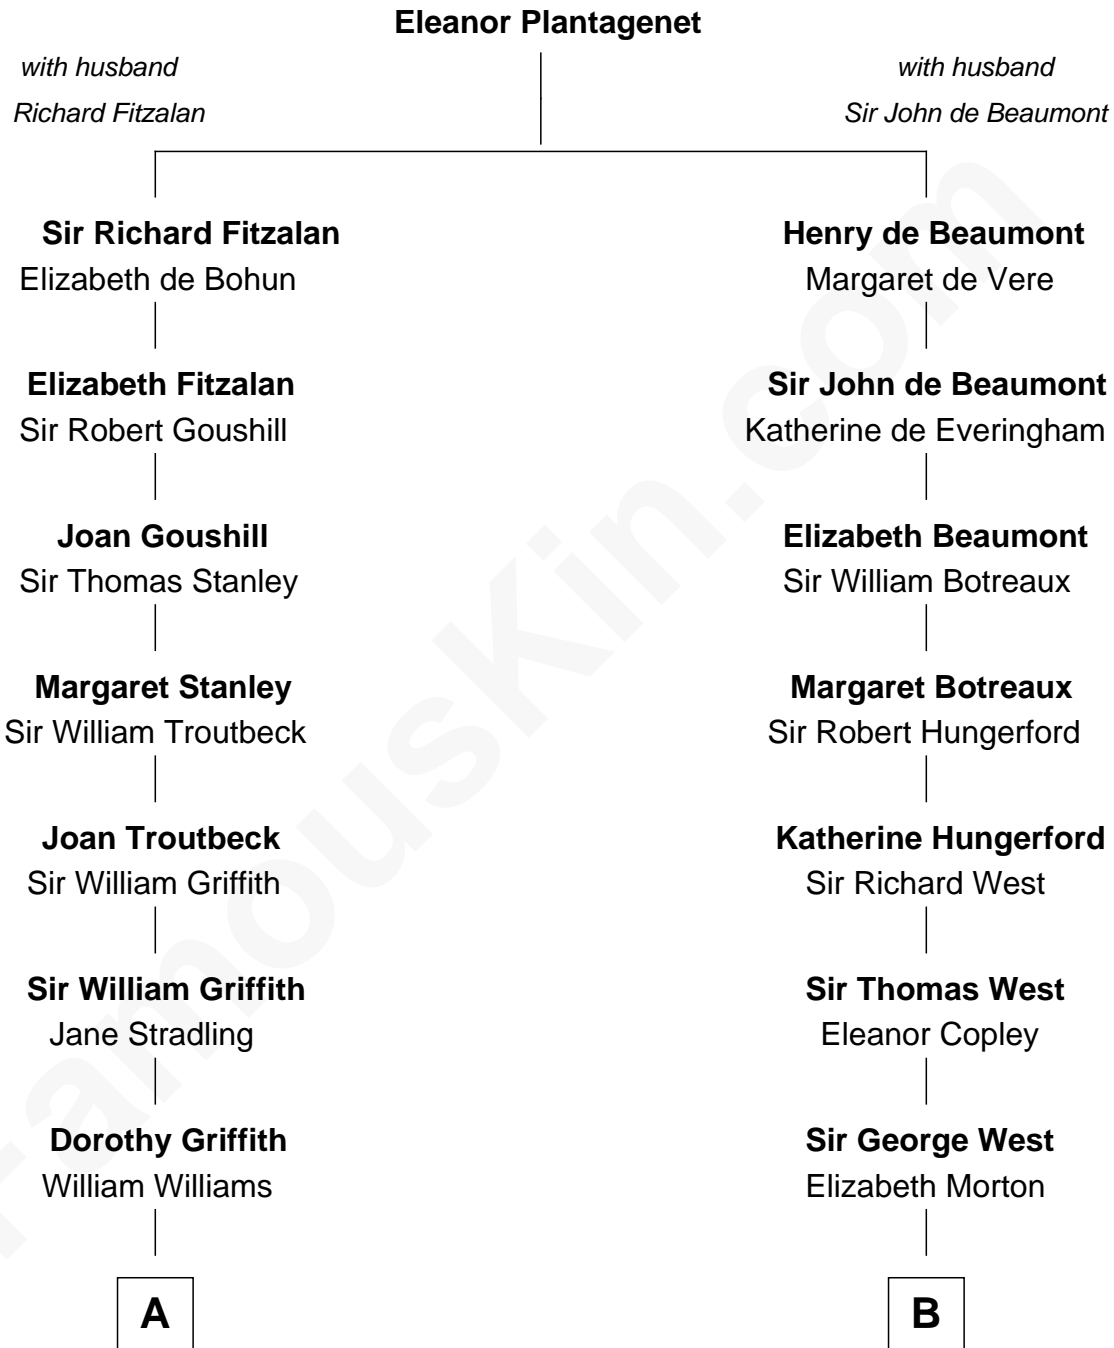 Eleanor Plantagenet
with husband
Richard Fitzalan
with husband
Sir John de Beaumont
Sir Richard Fitzalan
Elizabeth de Bohun
Henry de Beaumont
Margaret de Vere
Elizabeth Fitzalan
Sir Robert Goushill
Sir John de Beaumont
Katherine de Everingham
Joan Goushill
Sir Thomas Stanley
Elizabeth Beaumont
Sir William Botreaux
Margaret Stanley
Sir William Troutbeck
Margaret Botreaux
Sir Robert Hungerford
Joan Troutbeck
Sir William Griffith
Katherine Hungerford
Sir Richard West
Sir William Griffith
Jane Stradling
Sir Thomas West
Eleanor Copley
Dorothy Griffith
William Williams
Sir George West
Elizabeth Morton
A
B
FamousKin.com